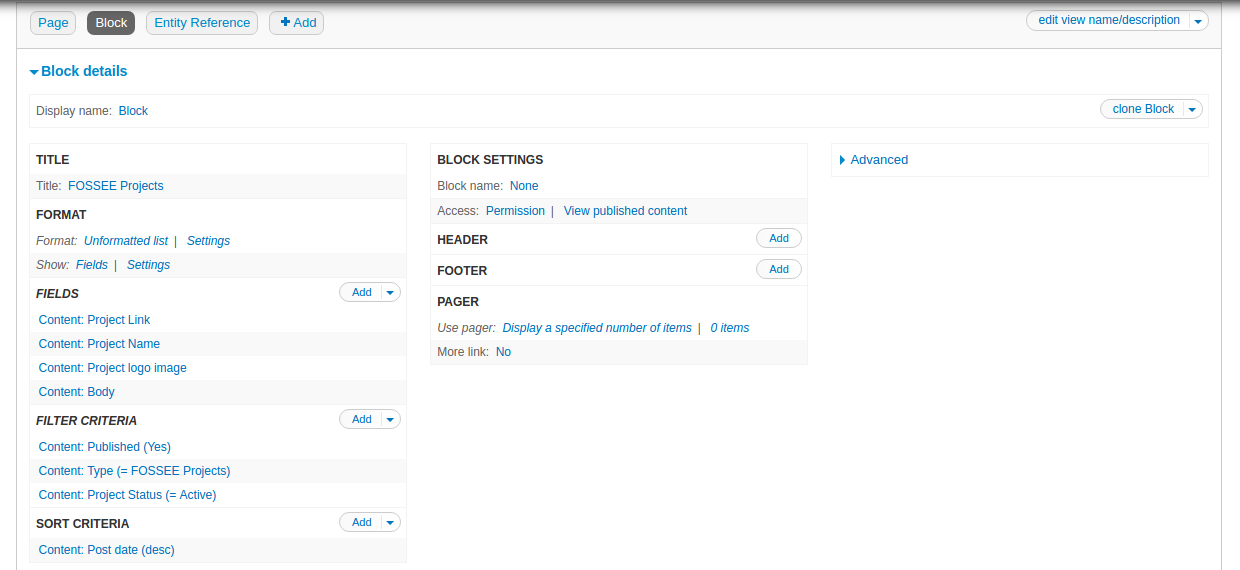 Page Block Entity Reference Add edit view name/description
Block details
Display name: Block clone Block
TITLE
Title: FOSSEE Projects
FORMAT
Format: Unformatted list | Settings
Show: Fields | Settings
FIELDS Add
Content: Project Link
Content: Project Name
Content: Project logo image
Content: Body
FILTER CRITERIA Add
Content: Published (Yes)
Content: Type (= FOSSEE Projects)
Content: Project Status (= Active)
SORT CRITERIA Add
Content: Post date (desc)
BLOCK SETTINGS
Block name: None
Access: Permission | View published content
HEADER Add
FOOTER Add
PAGER
Use pager: Display a specified number of items | 0 items
More link: No
Advanced